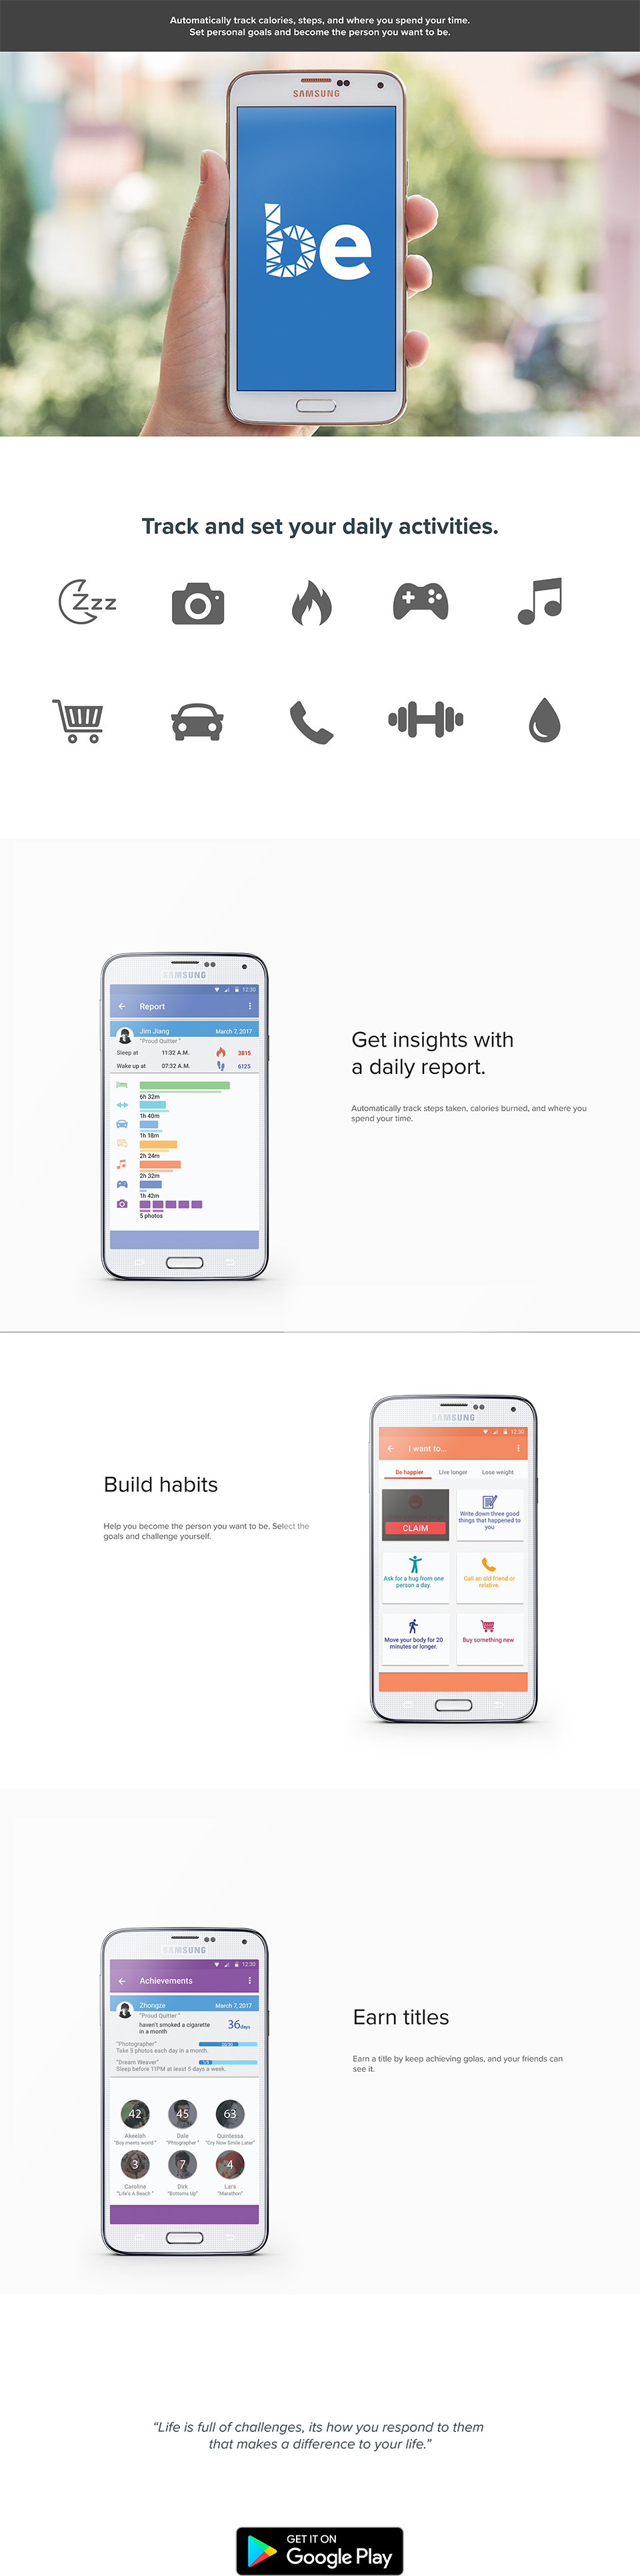 Automatically track calories, steps, and where you spend your time.
Set personal goals and become the person you want to be.
SAMSUNG
be
Track and set your daily activities.
Zzz
SAMSUNG
12:30
Report
Jim Jiang March 7, 2017
"Proud Quitter"
Sleep at 11:32 A.M. 3815
Wake up at 07:32 A.M. 6125
6h 32m
1h 40m
1h 18m
2h 24m
2h 32m
1h 42m
5 photos
Get insights with
a daily report.
Automatically track steps taken, calories burned, and where you
spend your time.
SAMSUNG
12:30
I want to...
Be happier Live longer Lose weight
CLAIM
Write down three good
things that happened to
you
Ask for a hug from one
person a day.
Call an old friend or
relative.
Move your body for 20
minutes or longer.
Buy something new
Build habits
Help you become the person you want to be. Select the
goals and challenge yourself.
SAMSUNG
12:30
Achievements
Zhongze March 7, 2017
"Proud Quitter"
haven't smoked a cigarette
in a month
36days
"Photographer"
Take 5 photos each day in a month.
"Dream Weaver"
Sleep before 11PM at least 5 days a week.
42 45 63
Akeelah Dale Quintessa
"Boy meets world" "Phtographer" "Cry Now Smile Later"
3 7 4
Caroline Dirk Lars
"Life's A Beach" "Bottoms Up" "Marathon"
Earn titles
Earn a title by keep achieving golas, and your friends can
see it.
"Life is full of challenges, its how you respond to them
that makes a difference to your life."
GET IT ON
Google Play